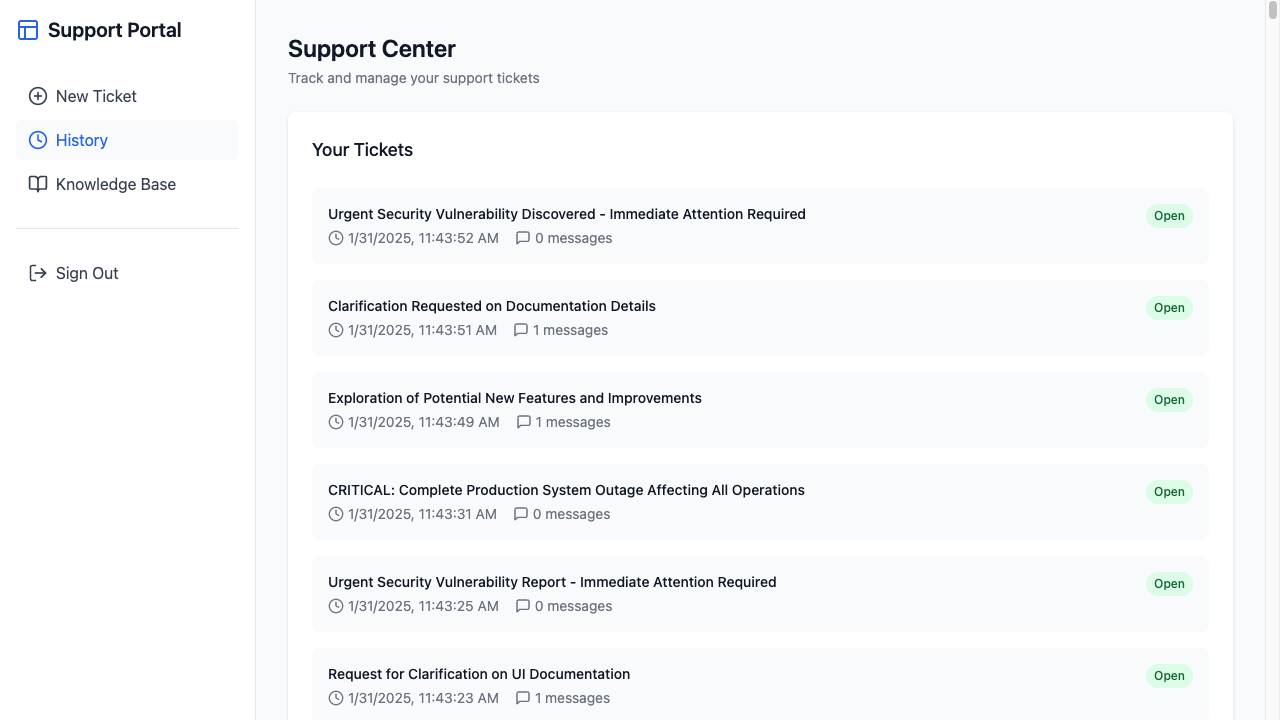 Support Portal
New Ticket
History
Knowledge Base
Sign Out
Support Center
Track and manage your support tickets
Your Tickets
Urgent Security Vulnerability Discovered - Immediate Attention Required
Open
1/31/2025, 11:43:52 AM 0 messages
Clarification Requested on Documentation Details
Open
1/31/2025, 11:43:51 AM 1 messages
Exploration of Potential New Features and Improvements
Open
1/31/2025, 11:43:49 AM 1 messages
CRITICAL: Complete Production System Outage Affecting All Operations
Open
1/31/2025, 11:43:31 AM 0 messages
Urgent Security Vulnerability Report - Immediate Attention Required
Open
1/31/2025, 11:43:25 AM 0 messages
Request for Clarification on UI Documentation
Open
1/31/2025, 11:43:23 AM 1 messages